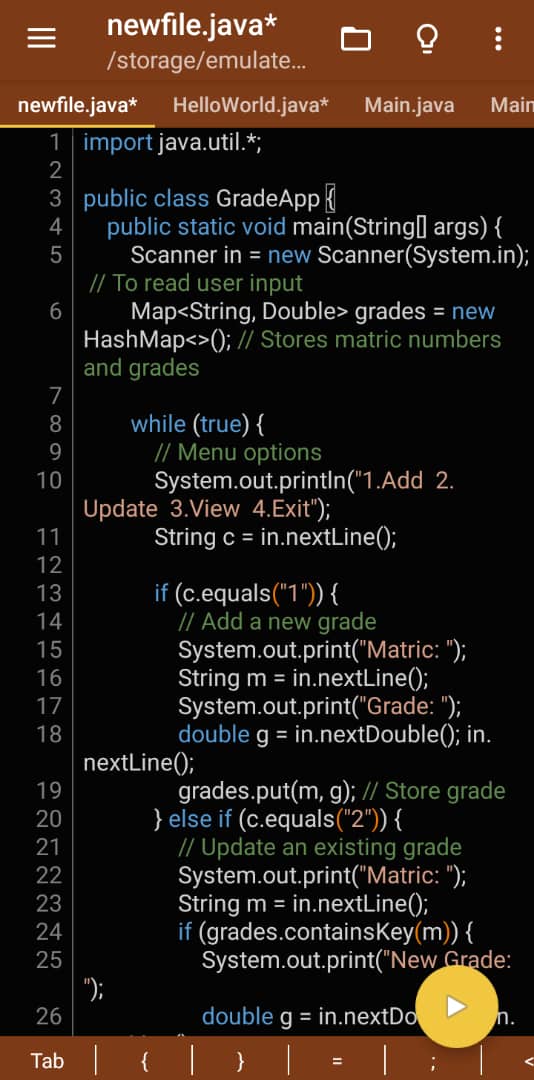 newfile.java*
/storage/emulate...
newfile.java* HelloWorld.java* Main.java Main
1 import java.util.*;
2
3 public class GradeApp {
4 public static void main(String[] args) {
5 Scanner in = new Scanner(System.in);
// To read user input
6 Map<String, Double> grades = new
HashMap<>(); // Stores matric numbers
and grades
7
8 while (true) {
9 // Menu options
10 System.out.println("1.Add 2.
Update 3.View 4.Exit");
11 String c = in.nextLine();
12
13 if (c.equals("1")) {
14 // Add a new grade
15 System.out.print("Matric: ");
16 String m = in.nextLine();
17 System.out.print("Grade: ");
18 double g = in.nextDouble(); in.
nextLine();
19 grades.put(m, g); // Store grade
20 } else if (c.equals("2")) {
21 // Update an existing grade
22 System.out.print("Matric: ");
23 String m = in.nextLine();
24 if (grades.containsKey(m)) {
25 System.out.print("New Grade:
");
26 double g = in.nextDo n.
Tab { } = ; <